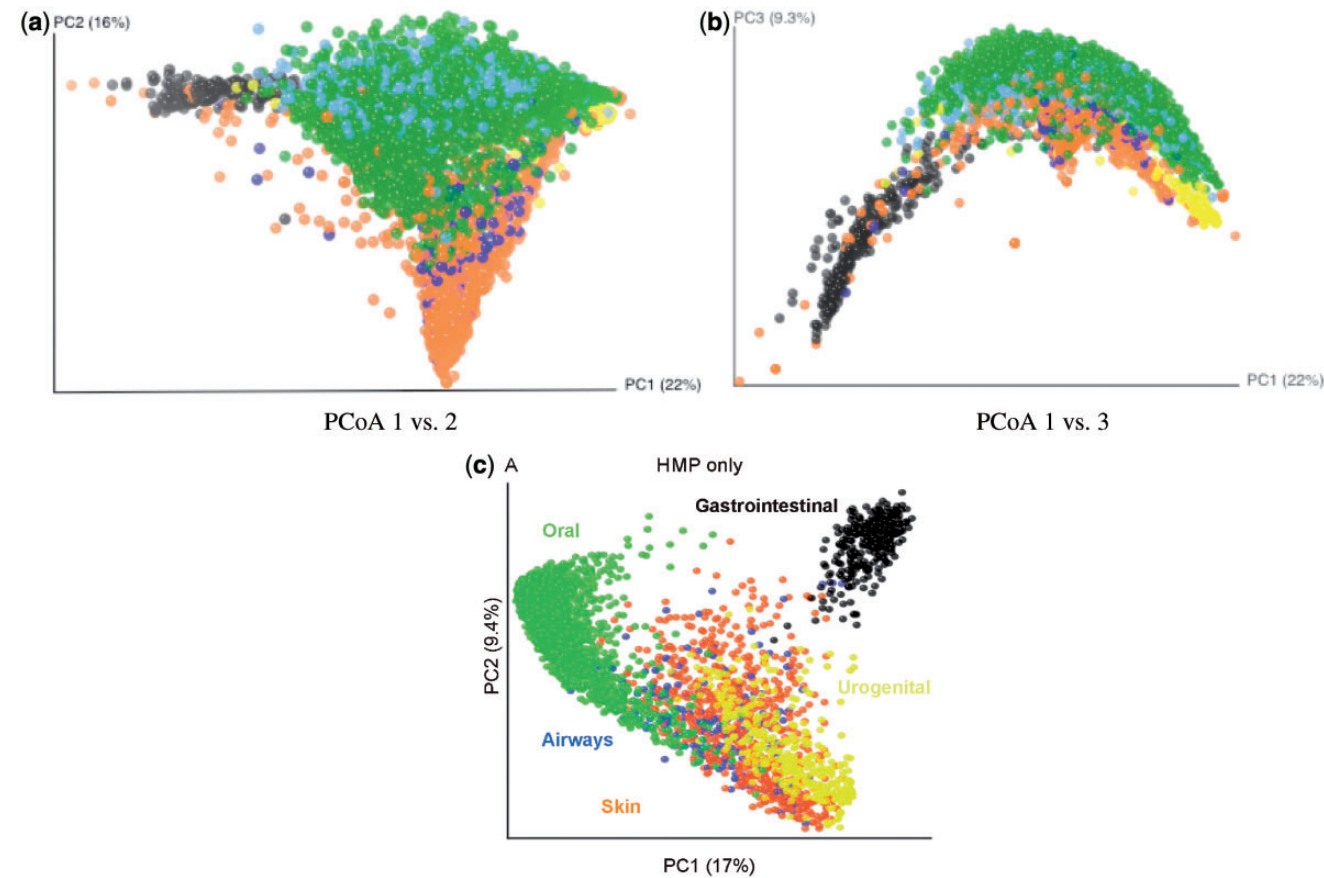 (a) PC2 (16%)
PC1 (22%)
PCoA 1 vs. 2
(b) PC3 (9.3%)
PC1 (22%)
PCoA 1 vs. 3
(c) A HMP only
Gastrointestinal
Oral
Urogenital
Airways
Skin
PC2 (9.4%)
PC1 (17%)